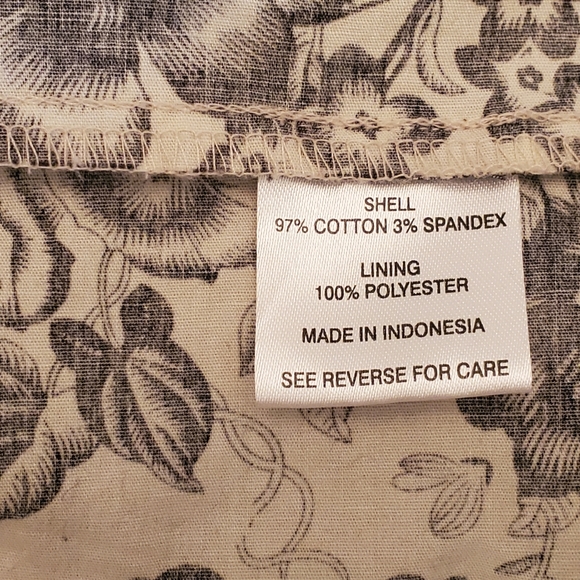 SHELL
97% COTTON 3% SPANDEX
LINING
100% POLYESTER
MADE IN INDONESIA
SEE REVERSE FOR CARE